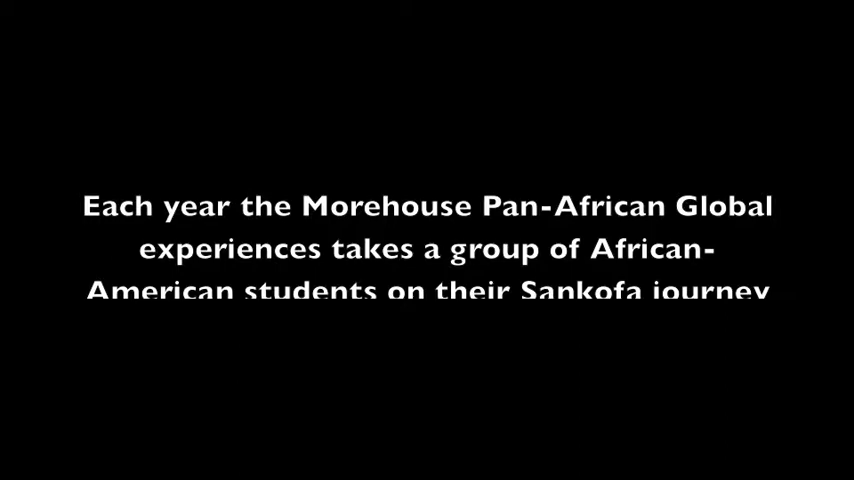 Each year the Morehouse Pan-African Global
experiences takes a group of African-
American students on their Sankofa journey